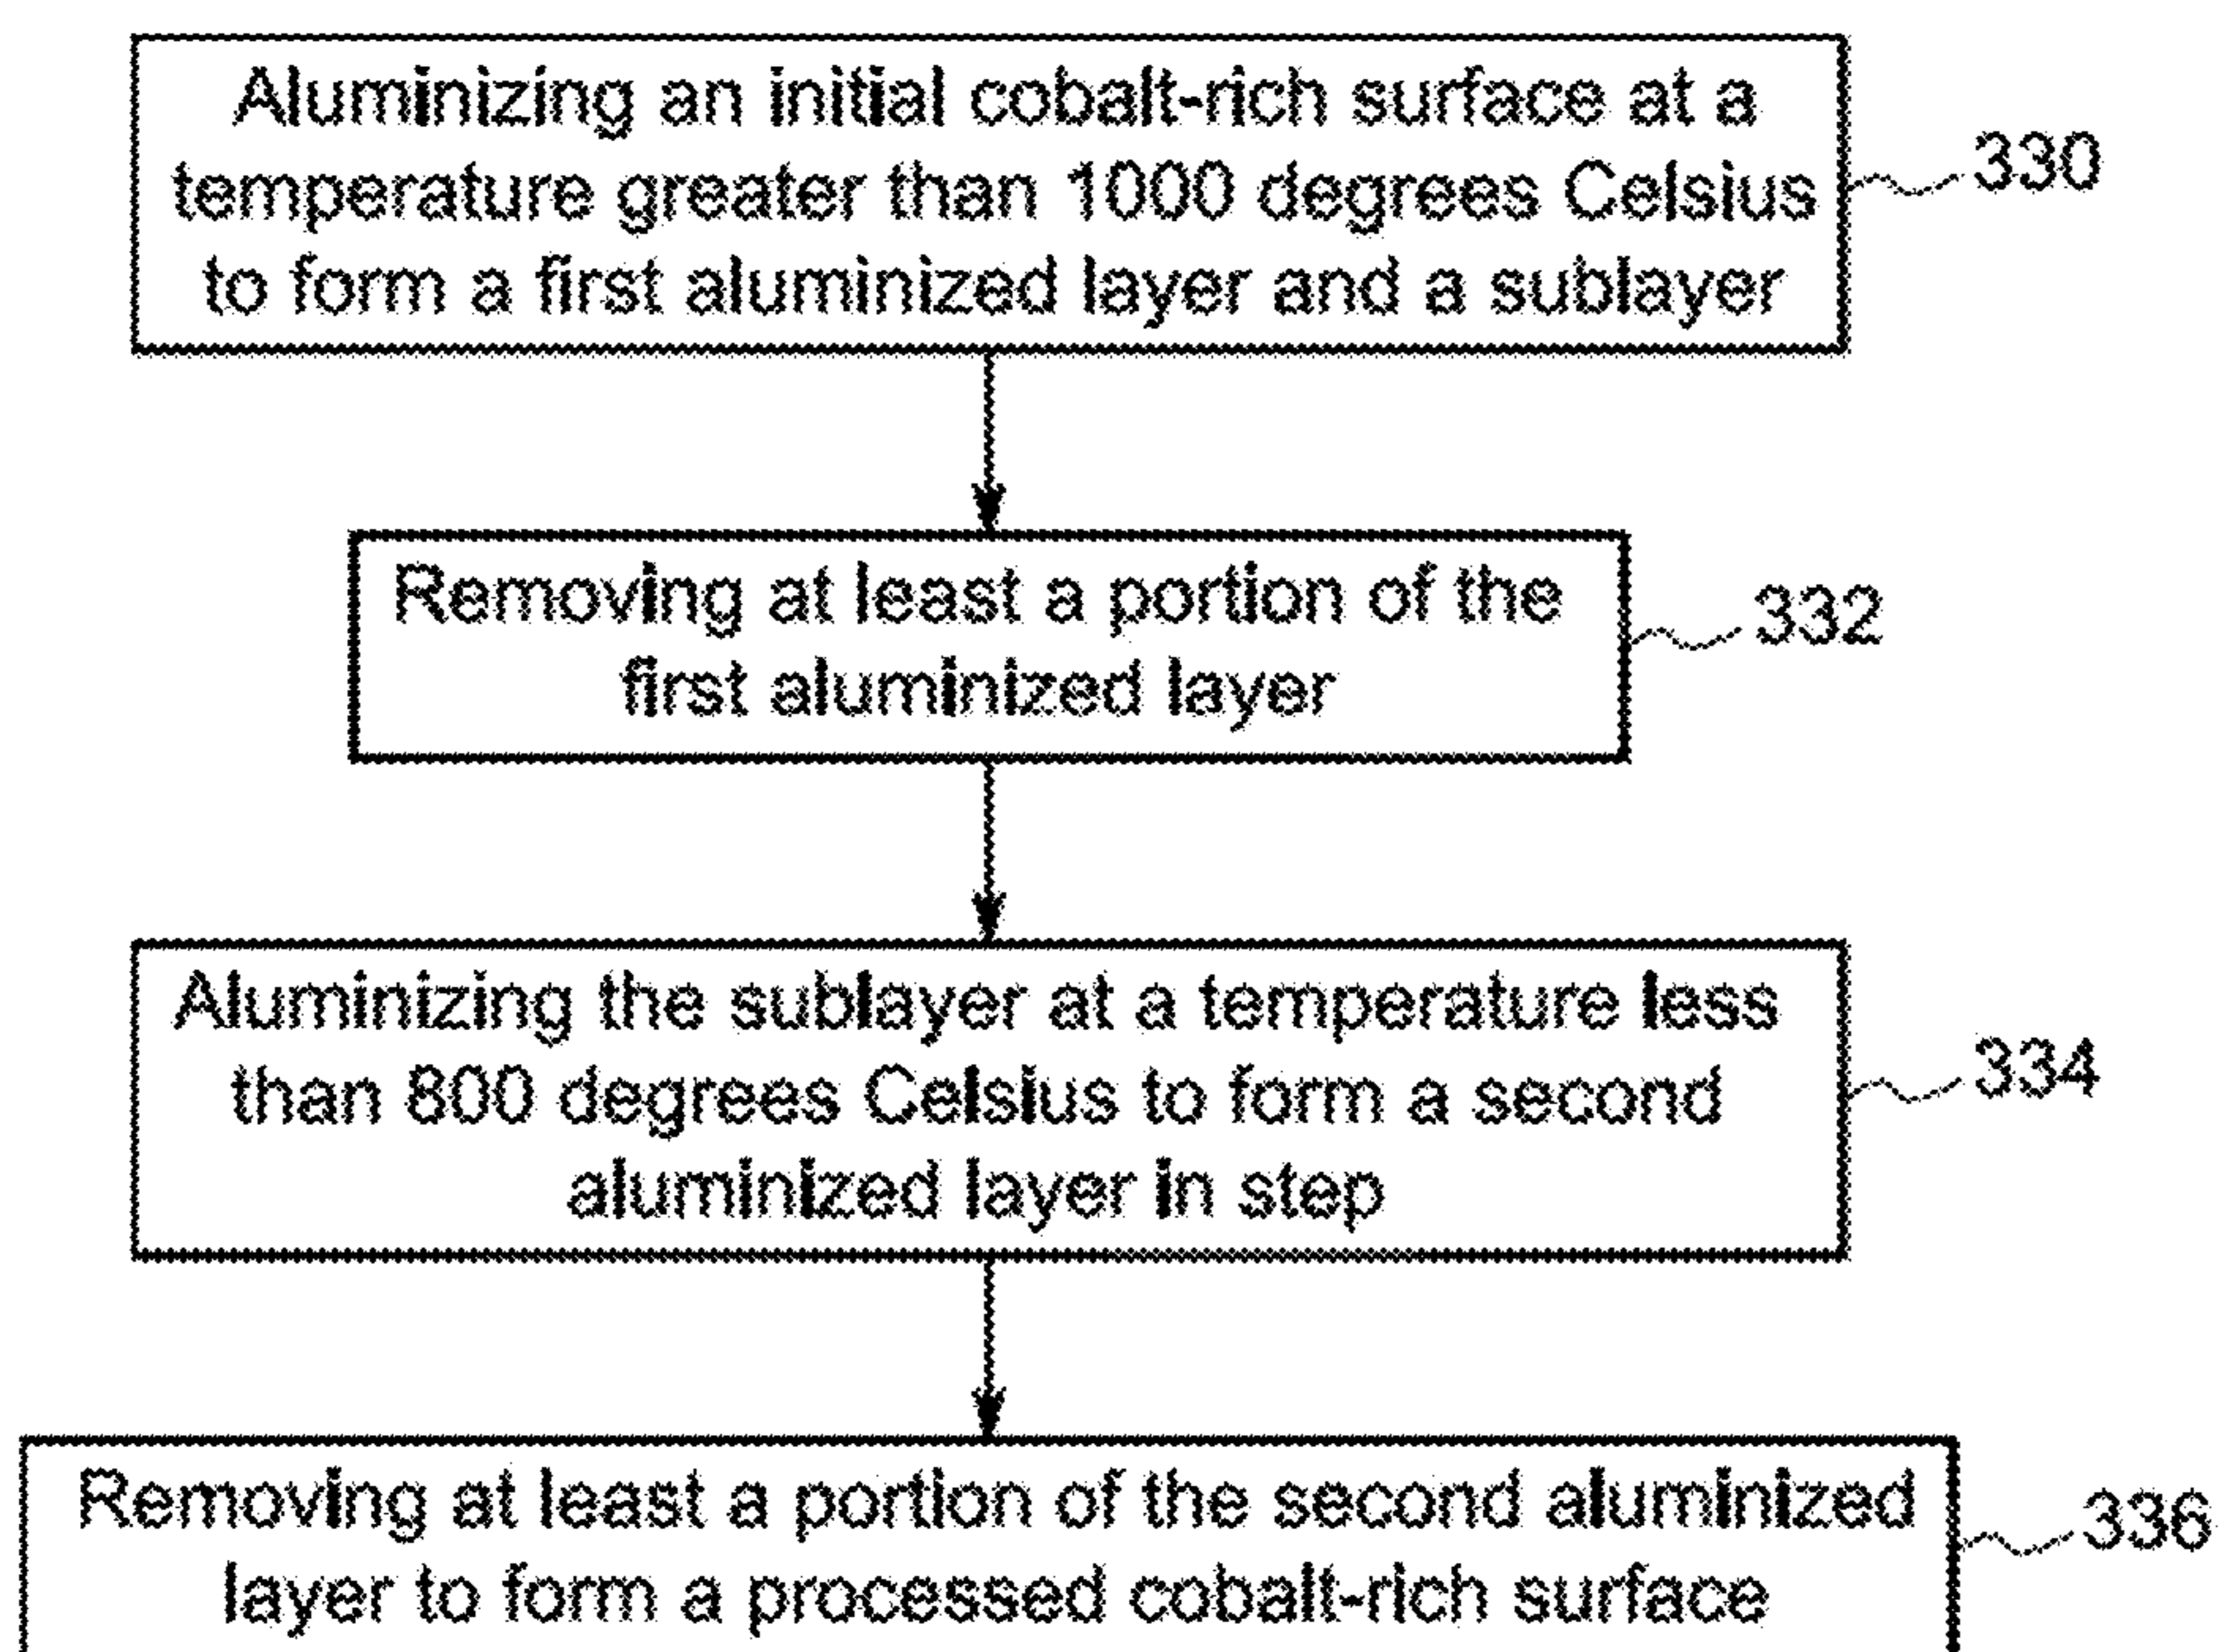 Aluminizing an initial cobalt-rich surface at a
temperature greater than 1000 degrees Celsius
to form a first aluminized layer and a sublayer
330
Removing at least a portion of the
first aluminized layer
332
Aluminizing the sublayer at a temperature less
than 800 degrees Celsius to form a second
aluminized layer in step
334
Removing at least a portion of the second aluminized
layer to form a processed cobalt-rich surface
336